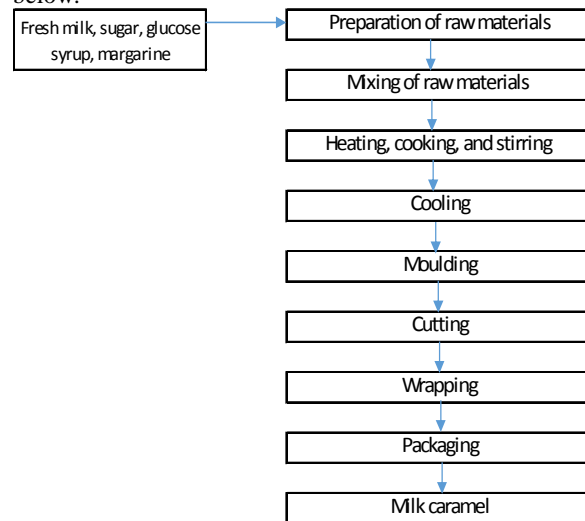 below.
Fresh milk, sugar, glucose
syrup, margarine
Preparation of raw materials
Mixing of raw materials
Heating, cooking, and stirring
Cooling
Moulding
Cutting
Wrapping
Packaging
Milk caramel